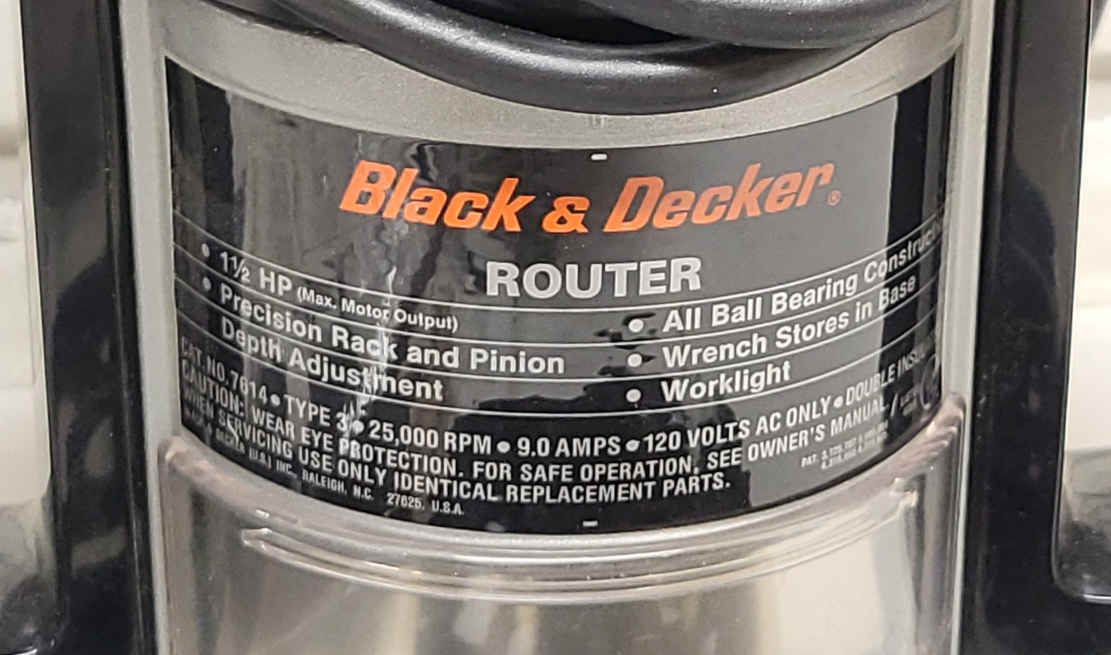 Black & Decker®
ROUTER
• 1½ HP (Max. Motor Output)
• Precision Rack and Pinion
Depth Adjustment
• All Ball Bearing
• Wrench Stores in Base
• Worklight
CAT. NO. 7614 • TYPE 3 • 25,000 RPM • 9.0 AMPS • 120 VOLTS AC ONLY • DOUBLE
CAUTION: WEAR EYE PROTECTION. FOR SAFE OPERATION, SEE OWNER'S MANUAL
WHEN SERVICING USE ONLY IDENTICAL REPLACEMENT PARTS.
(U.S.) INC., RALEIGH, N.C. 27625, U.S.A.
PAT.